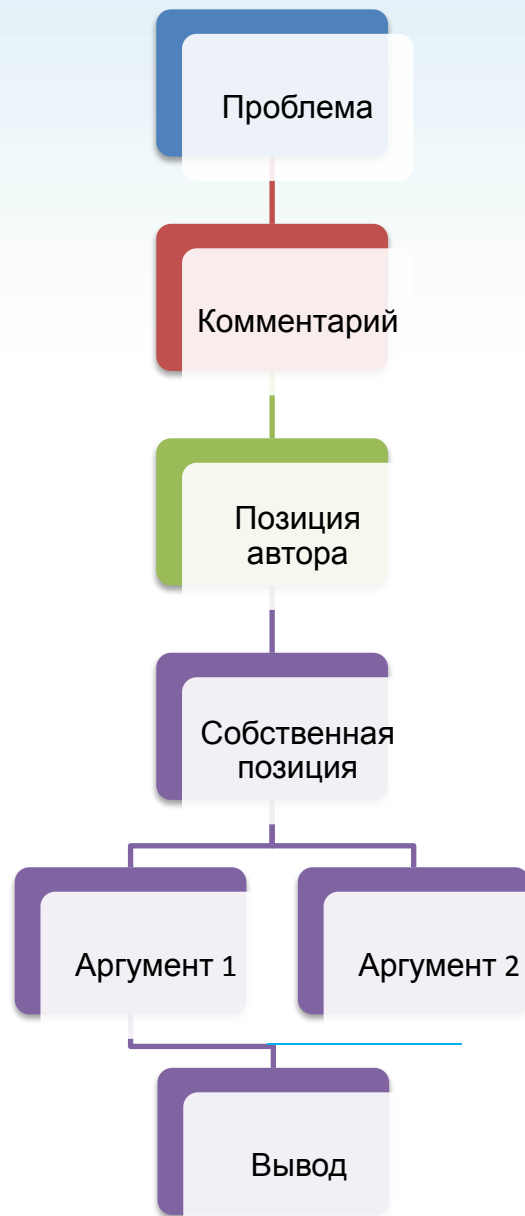 Проблема
Комментарий
Позиция
автора
Собственная
позиция
Аргумент 1
Аргумент 2
Вывод